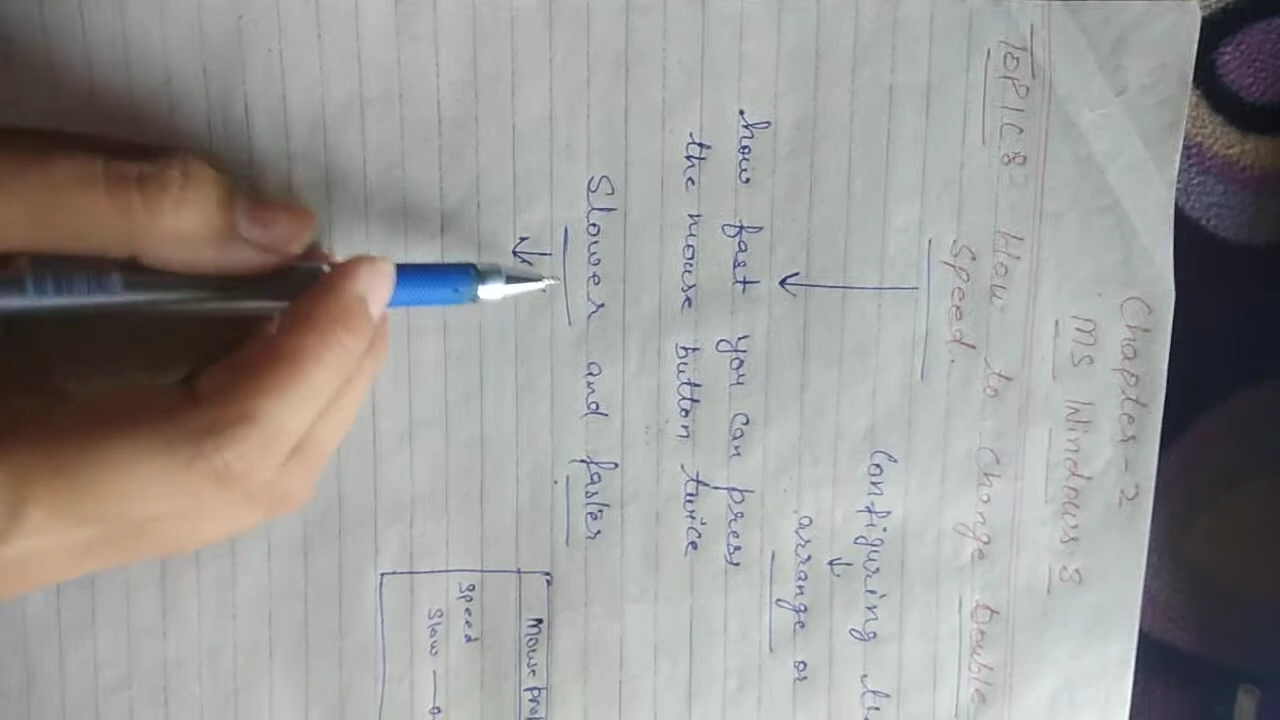 Chapter-2
MS Windows 8
TOPIC 8: How to Change Double
Speed.
Configuring
arrange or
how fast you can press
the mouse button twice
Slower and faster
Mouse
Speed
Slow